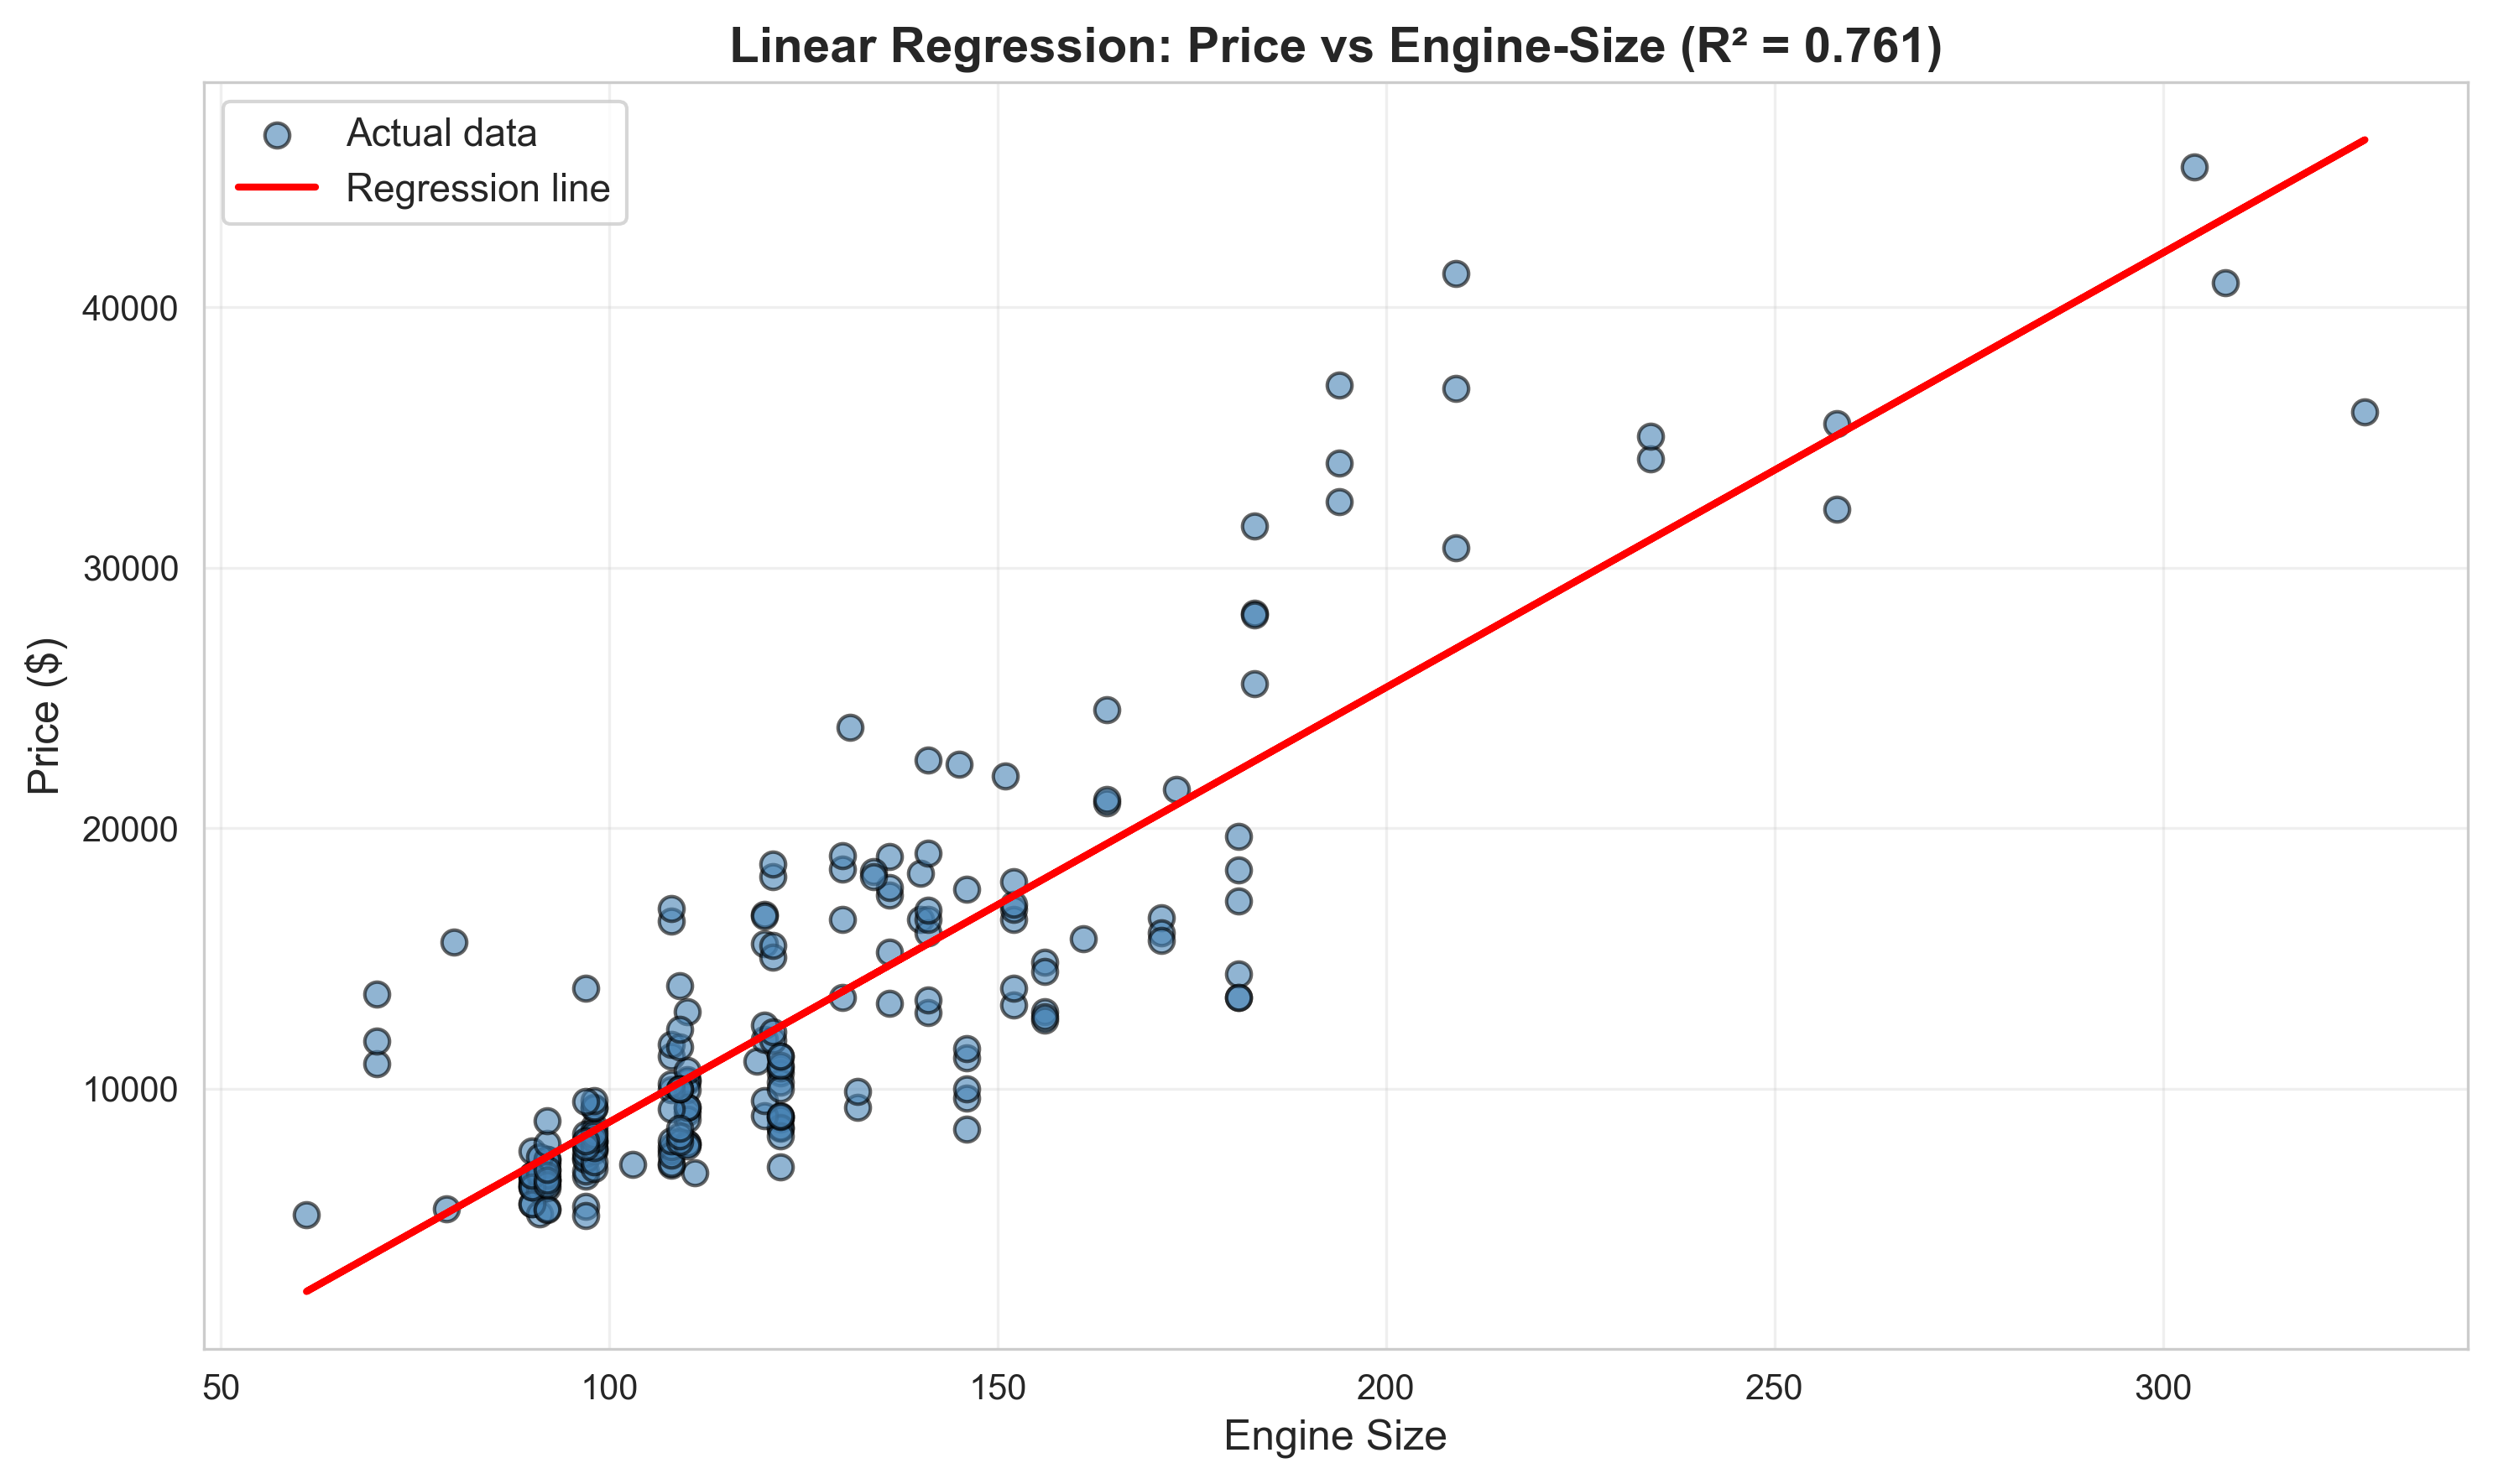 Linear Regression: Price vs Engine-Size (R² = 0.761)
Actual data
Regression line
Price ($)
40000
30000
20000
10000
50 100 150 200 250 300
Engine Size